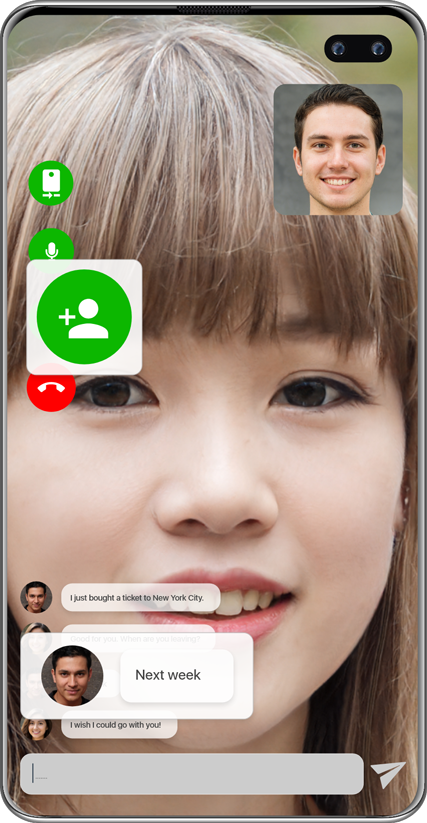 I just bought a ticket to New York City.
Good for you. When are you leaving?
Next week
I wish I could go with you!